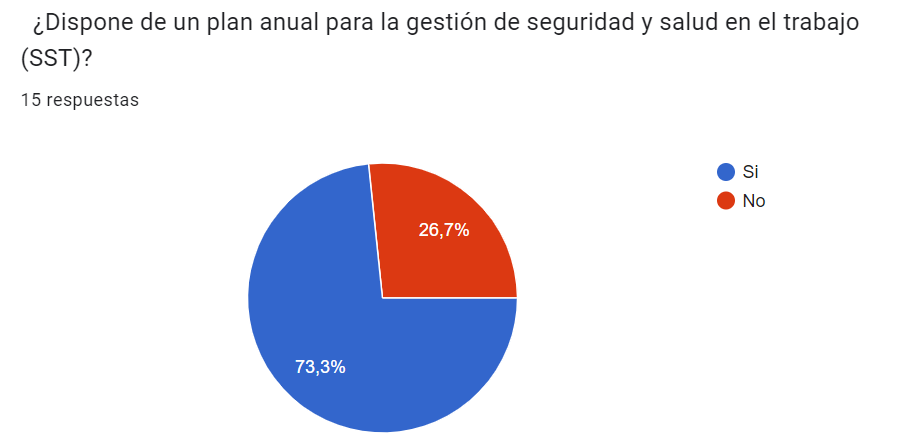 ¿Dispone de un plan anual para la gestión de seguridad y salud en el trabajo
(SST)?
15 respuestas
Si
No
26,7%
73,3%